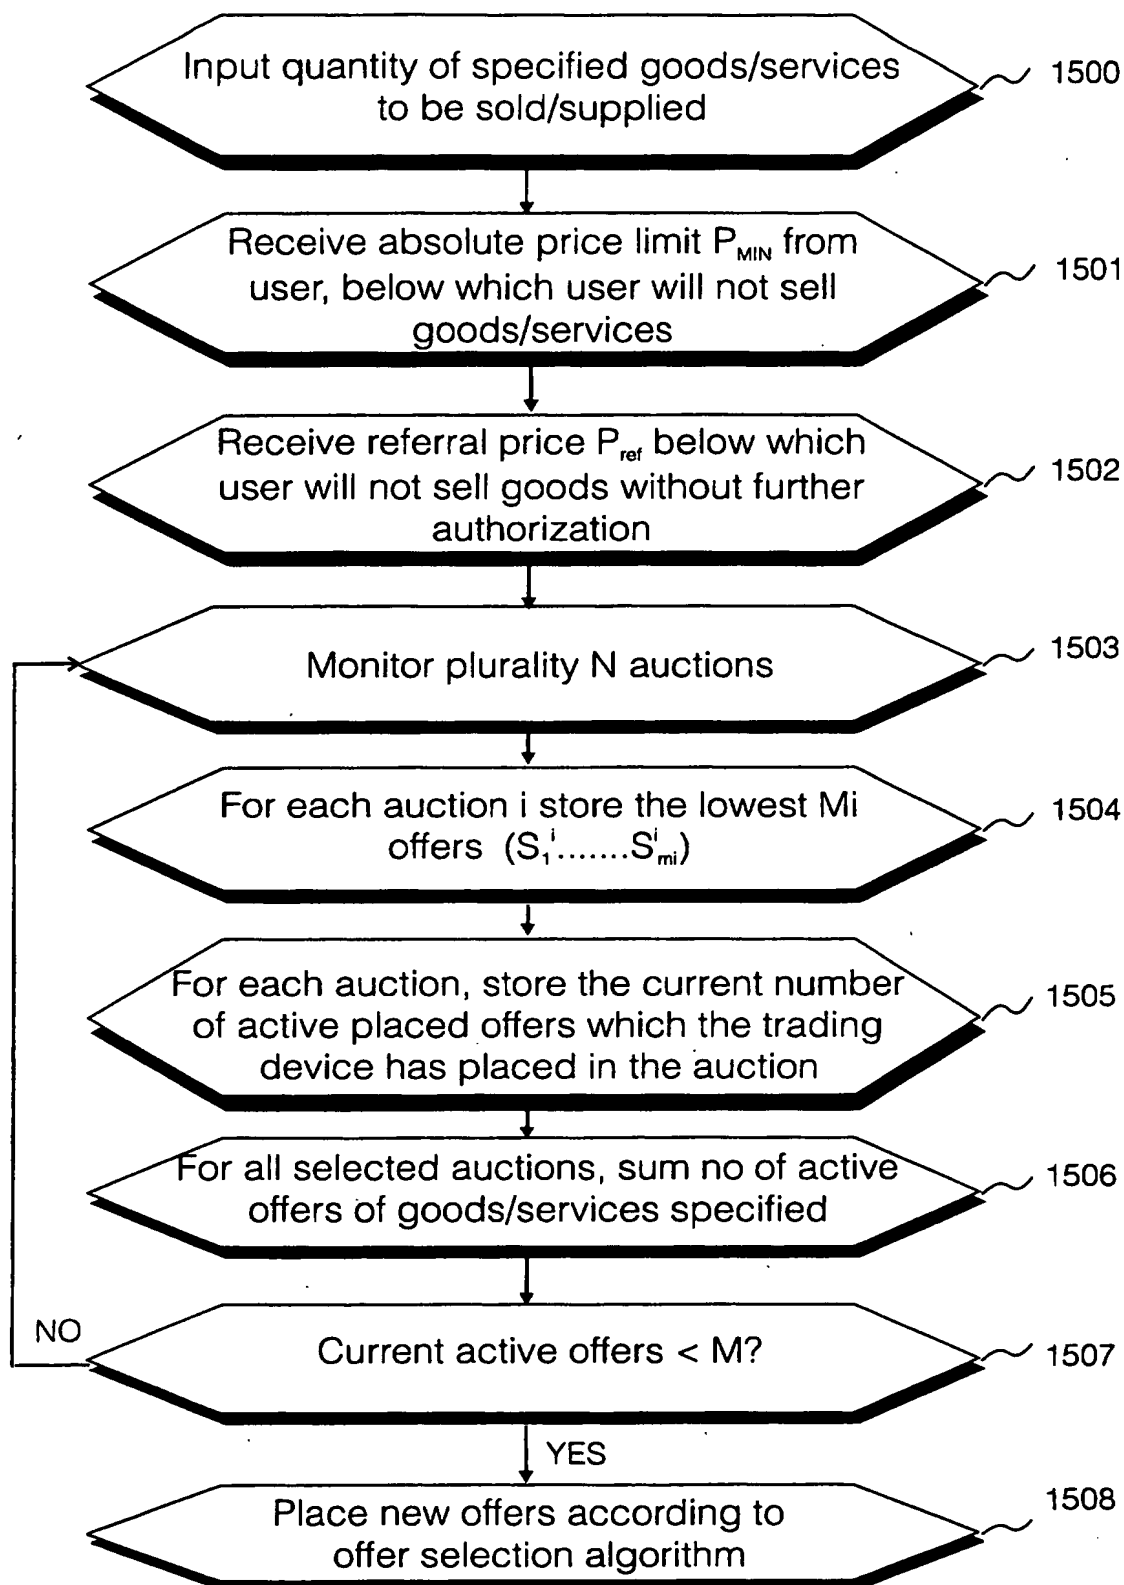 Input quantity of specified goods/services
to be sold/supplied
1500
Receive absolute price limit P_MIN from
user, below which user will not sell
goods/services
1501
Receive referral price P_ref below which
user will not sell goods without further
authorization
1502
Monitor plurality N auctions
1503
For each auction i store the lowest Mi
offers (S_1^i.......S_mi^i)
1504
For each auction, store the current number
of active placed offers which the trading
device has placed in the auction
1505
For all selected auctions, sum no of active
offers of goods/services specified
1506
NO
Current active offers < M?
1507
YES
Place new offers according to
offer selection algorithm
1508